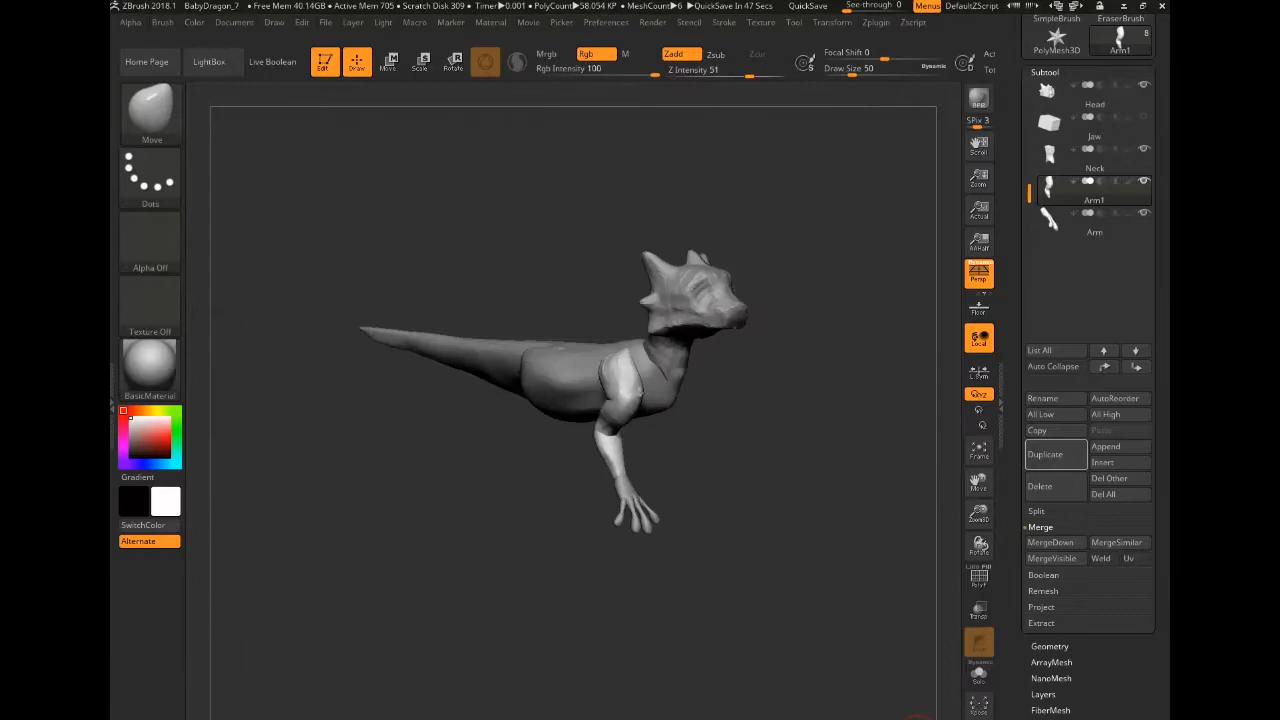 ZBrush 2018.1 BabyDragon_7 • Free Mem 40.14GB • Active Mem 705 • Scratch Disk 309 • Timer▶0.001 • PolyCount▶58.054 KP • MeshCount▶6 ▶QuickSave In 47 Secs QuickSave See-through 0 Menus DefaultZScript
Alpha Brush Color Document Draw Edit File Layer Light Macro Marker Material Movie Picker Preferences Render Stencil Stroke Texture Tool Transform Zplugin Zscript
SimpleBrush EraserBrush
PolyMesh3D Arm1 8
Home Page LightBox Live Boolean Edit Draw Move Scale Rotate
Mrgb Rgb M Zadd Zsub Zcut Focal Shift 0
Rgb Intensity 100 Z Intensity 51 Draw Size 50 Dynamic
Move
Dots
Alpha Off
Texture Off
BasicMaterial
Gradient
SwitchColor
Alternate
BPR
SPix 3
Scroll
Zoom
Actual
AAHalf
Dynamic
Persp
Floor
Local
L.Sym
Frame
Move
Zoom3D
Rotate
Line Fill
PolyF
Transp
Dynamic
Solo
Xpose
Subtool
Head
Jaw
Neck
Arm1
Arm
List All
Auto Collapse
Rename AutoReorder
All Low All High
Copy Paste
Duplicate Append
Insert
Delete Del Other
Del All
Split
Merge
MergeDown MergeSimilar
MergeVisible Weld Uv
Boolean
Remesh
Project
Extract
Geometry
ArrayMesh
NanoMesh
Layers
FiberMesh